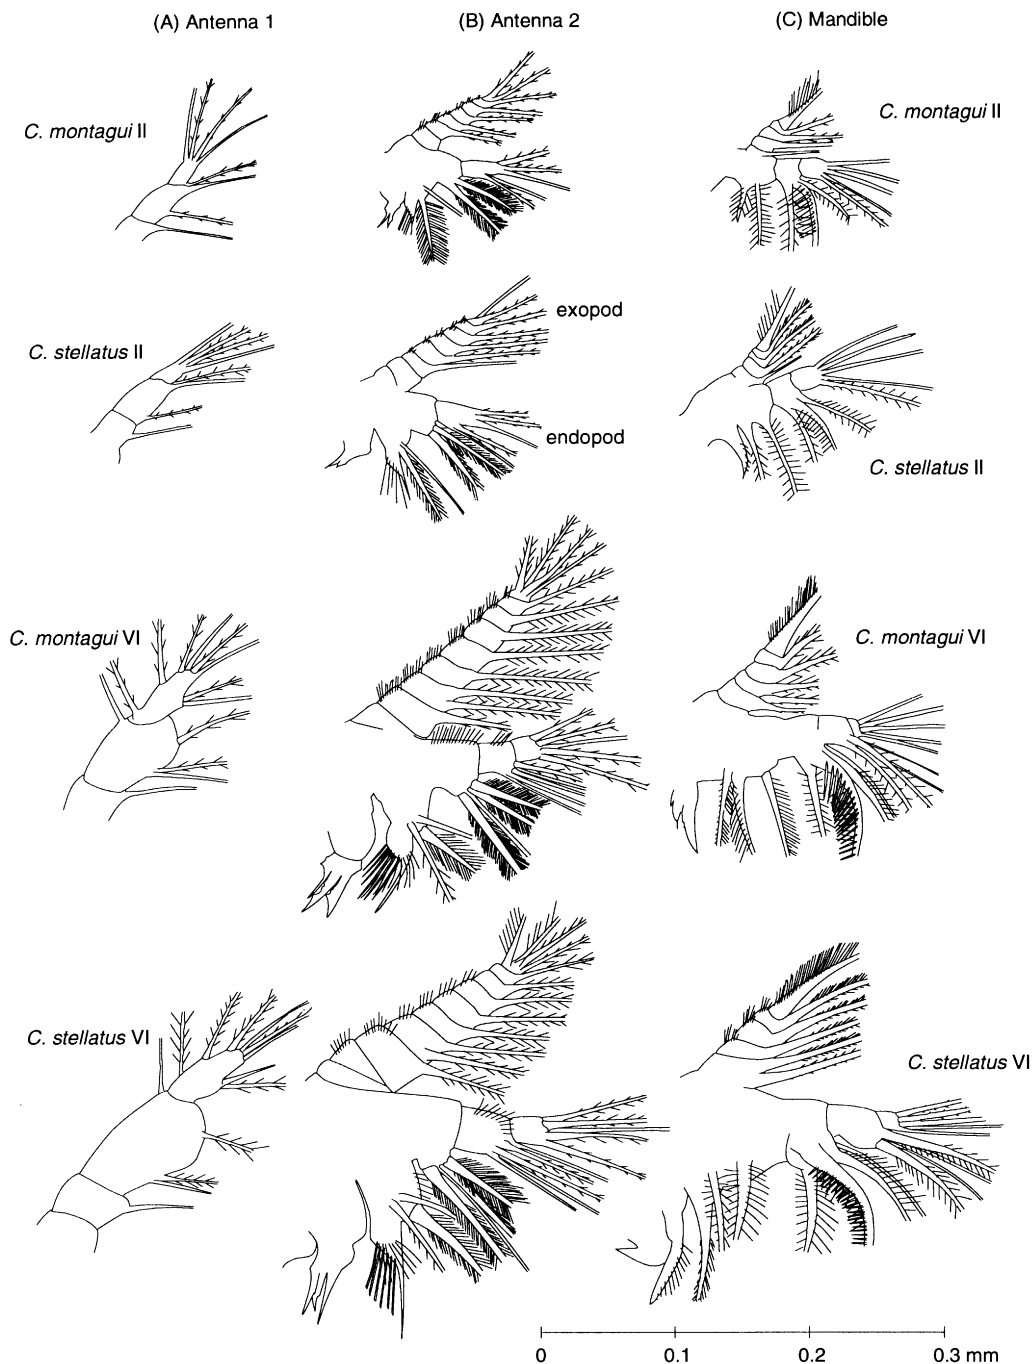 (A) Antenna 1 (B) Antenna 2 (C) Mandible
C. montagui II C. montagui II
exopod
C. stellatus II
endopod
C. stellatus II
C. montagui VI C. montagui VI
C. stellatus VI
C. stellatus VI
0 0.1 0.2 0.3 mm